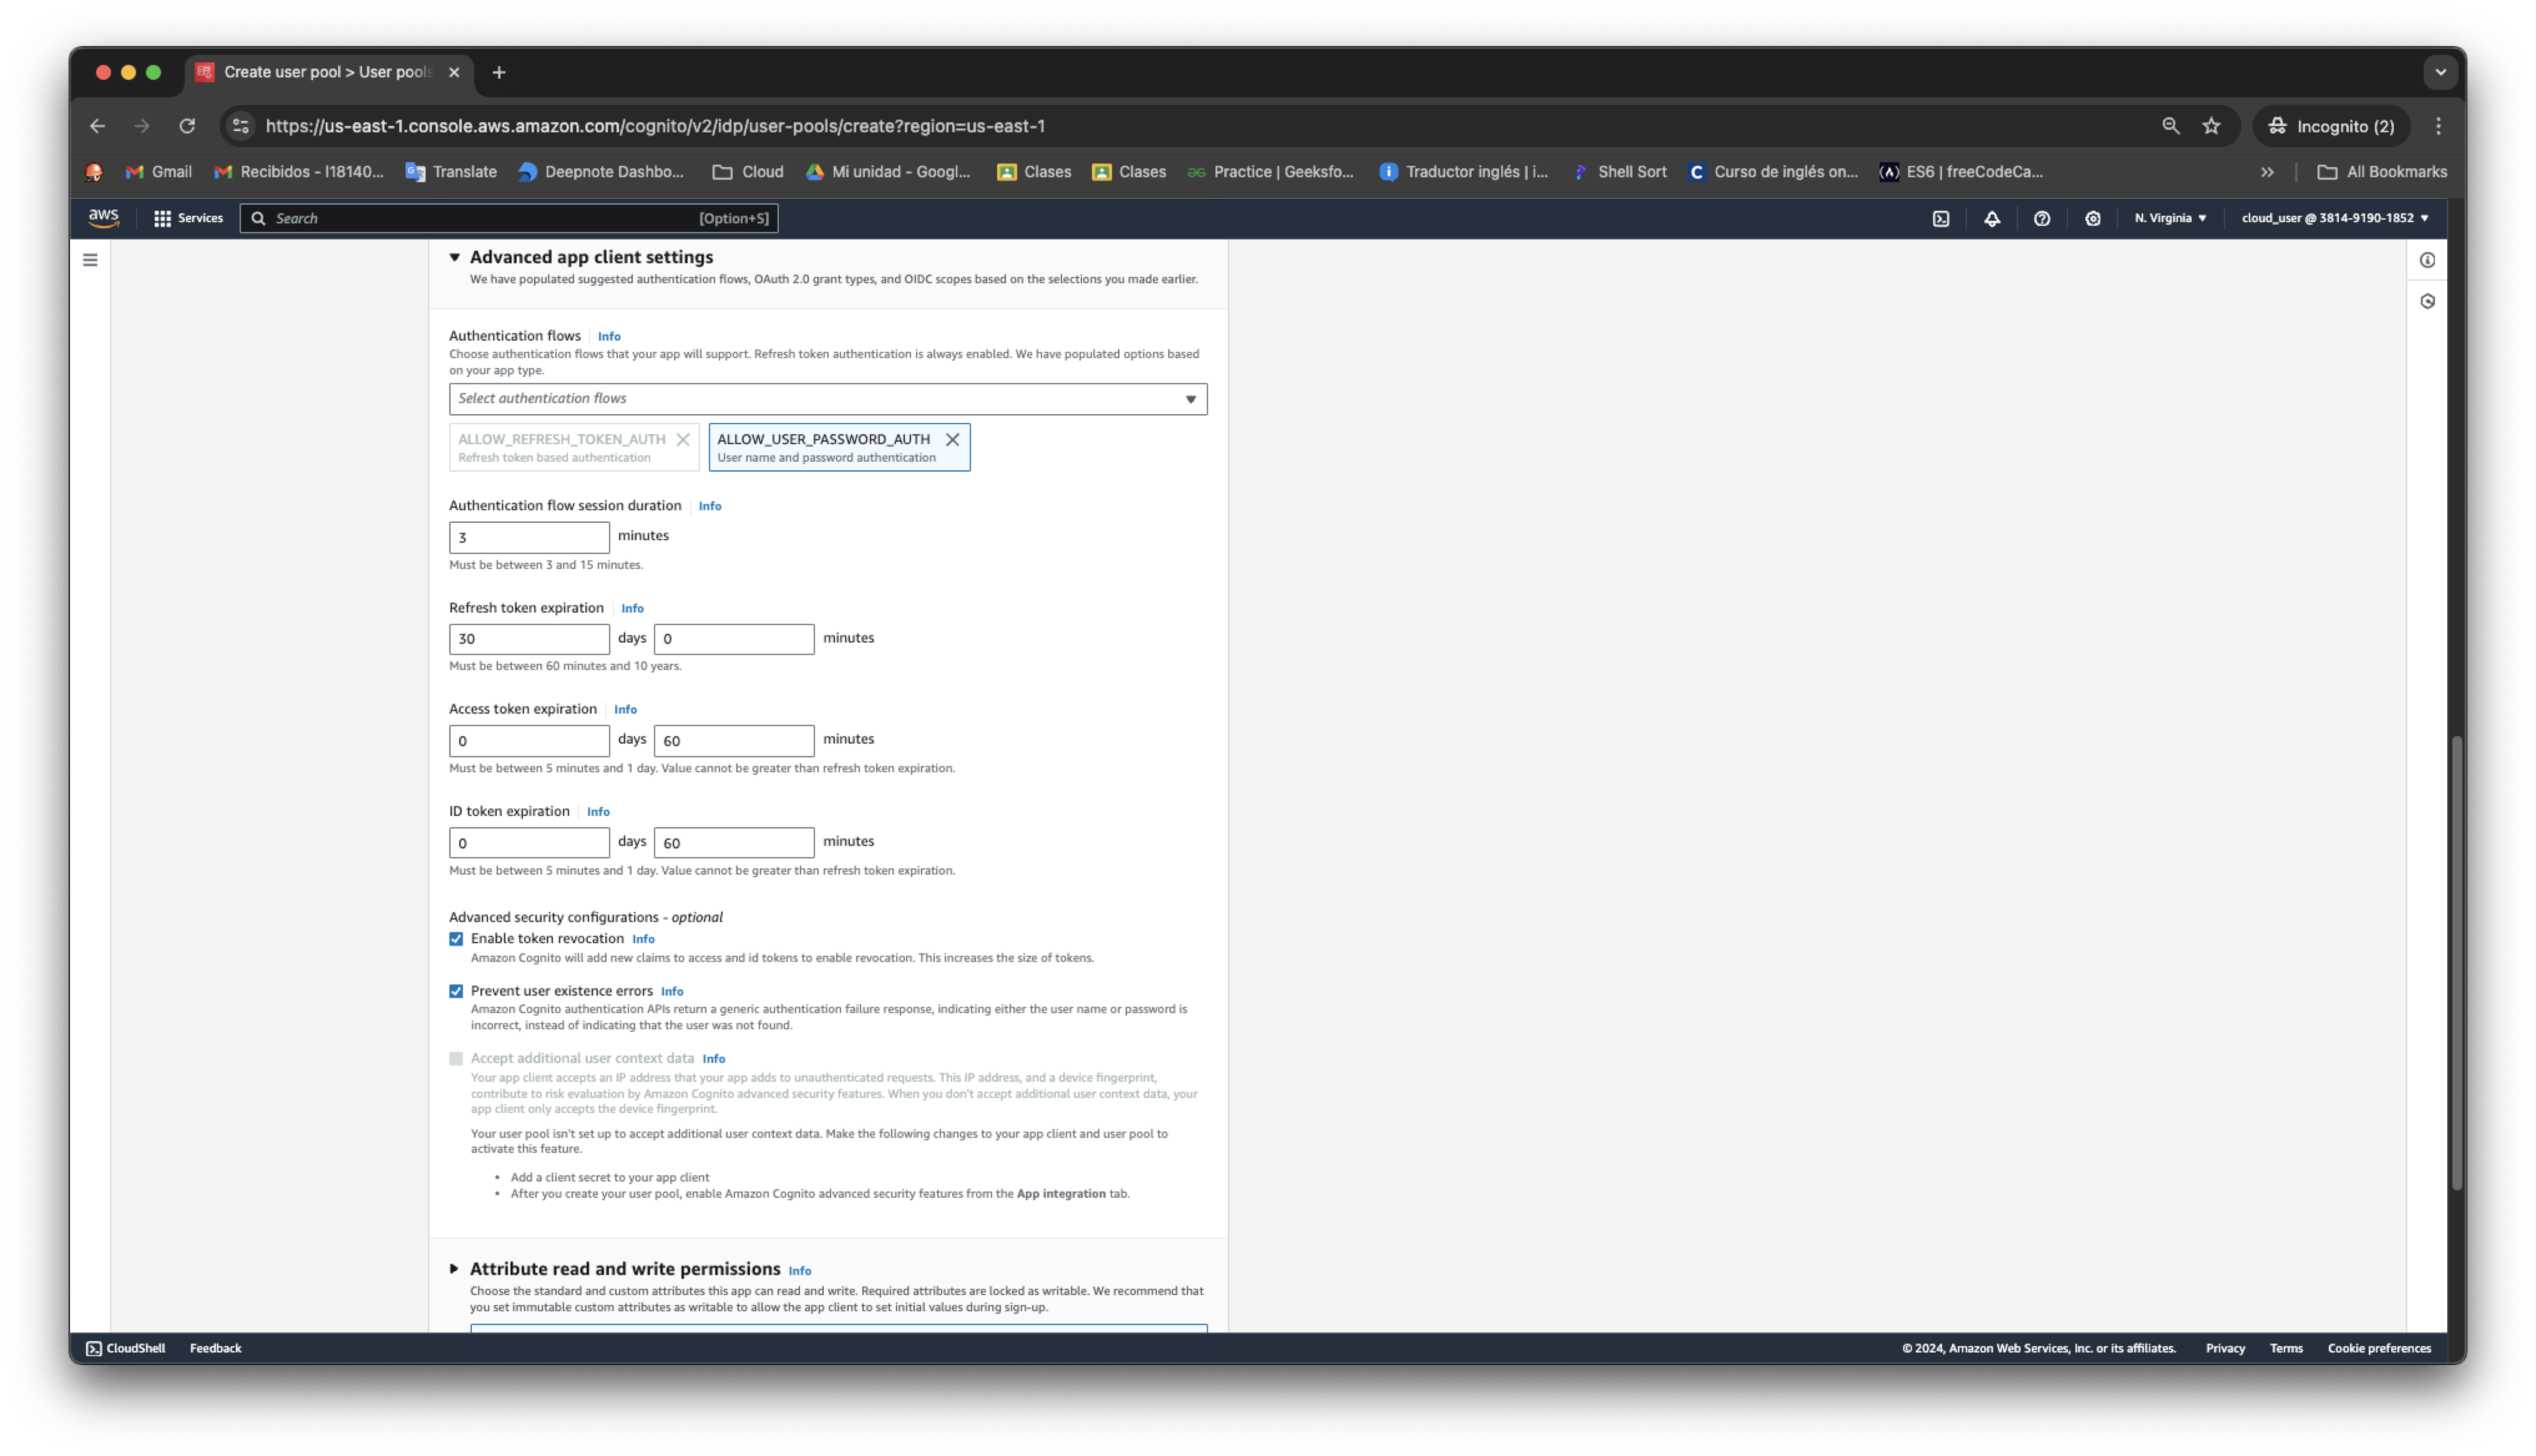 Create user pool > User pools
https://us-east-1.console.aws.amazon.com/cognito/v2/idp/user-pools/create?region=us-east-1
Incognito (2)
Gmail
Recibidos - l18140...
Translate
Deepnote Dashbo...
Cloud
Mi unidad - Googl...
Clases
Clases
Practice | Geeksfo...
Traductor inglés | i...
Shell Sort
Curso de inglés on...
ES6 | freeCodeCa...
All Bookmarks
aws
Services
Search
[Option+S]
N. Virginia
cloud_user @ 3814-9190-1852
Advanced app client settings
We have populated suggested authentication flows, OAuth 2.0 grant types, and OIDC scopes based on the selections you made earlier.
Authentication flows Info
Choose authentication flows that your app will support. Refresh token authentication is always enabled. We have populated options based
on your app type.
Select authentication flows
ALLOW_REFRESH_TOKEN_AUTH
Refresh token based authentication
ALLOW_USER_PASSWORD_AUTH
User name and password authentication
Authentication flow session duration Info
3 minutes
Must be between 3 and 15 minutes.
Refresh token expiration Info
30 days 0 minutes
Must be between 60 minutes and 10 years.
Access token expiration Info
0 days 60 minutes
Must be between 5 minutes and 1 day. Value cannot be greater than refresh token expiration.
ID token expiration Info
0 days 60 minutes
Must be between 5 minutes and 1 day. Value cannot be greater than refresh token expiration.
Advanced security configurations - optional
Enable token revocation Info
Amazon Cognito will add new claims to access and id tokens to enable revocation. This increases the size of tokens.
Prevent user existence errors Info
Amazon Cognito authentication APIs return a generic authentication failure response, indicating either the user name or password is
incorrect, instead of indicating that the user was not found.
Accept additional user context data Info
Your app client accepts an IP address that your app adds to unauthenticated requests. This IP address, and a device fingerprint,
contribute to risk evaluation by Amazon Cognito advanced security features. When you don't accept additional user context data, your
app client only accepts the device fingerprint.
Your user pool isn't set up to accept additional user context data. Make the following changes to your app client and user pool to
activate this feature.
• Add a client secret to your app client
• After you create your user pool, enable Amazon Cognito advanced security features from the App integration tab.
Attribute read and write permissions Info
Choose the standard and custom attributes this app can read and write. Required attributes are locked as writable. We recommend that
you set immutable custom attributes as writable to allow the app client to set initial values during sign-up.
CloudShell
Feedback
© 2024, Amazon Web Services, Inc. or its affiliates.
Privacy
Terms
Cookie preferences